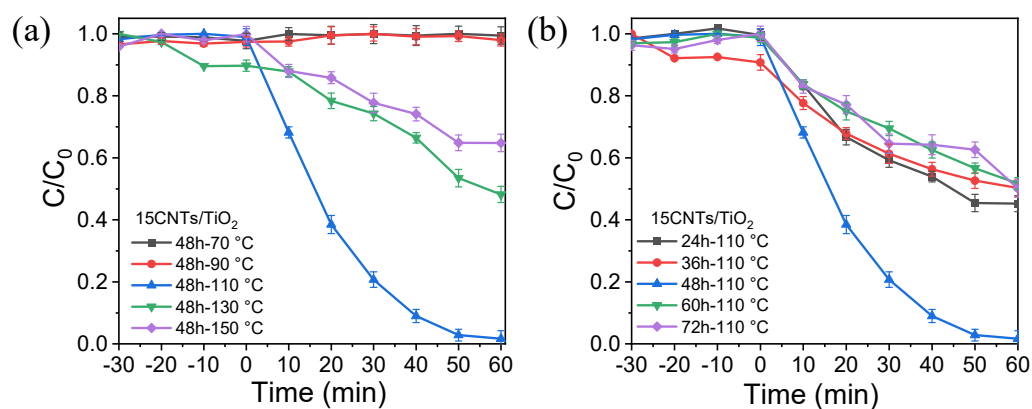 (a)
1.0
0.8
0.6
0.4
0.2
0.0
C/C₀
15CNTs/TiO₂
48h-70 °C
48h-90 °C
48h-110 °C
48h-130 °C
48h-150 °C
-30 -20 -10 0 10 20 30 40 50 60
Time (min)
(b)
1.0
0.8
0.6
0.4
0.2
0.0
C/C₀
15CNTs/TiO₂
24h-110 °C
36h-110 °C
48h-110 °C
60h-110 °C
72h-110 °C
-30 -20 -10 0 10 20 30 40 50 60
Time (min)